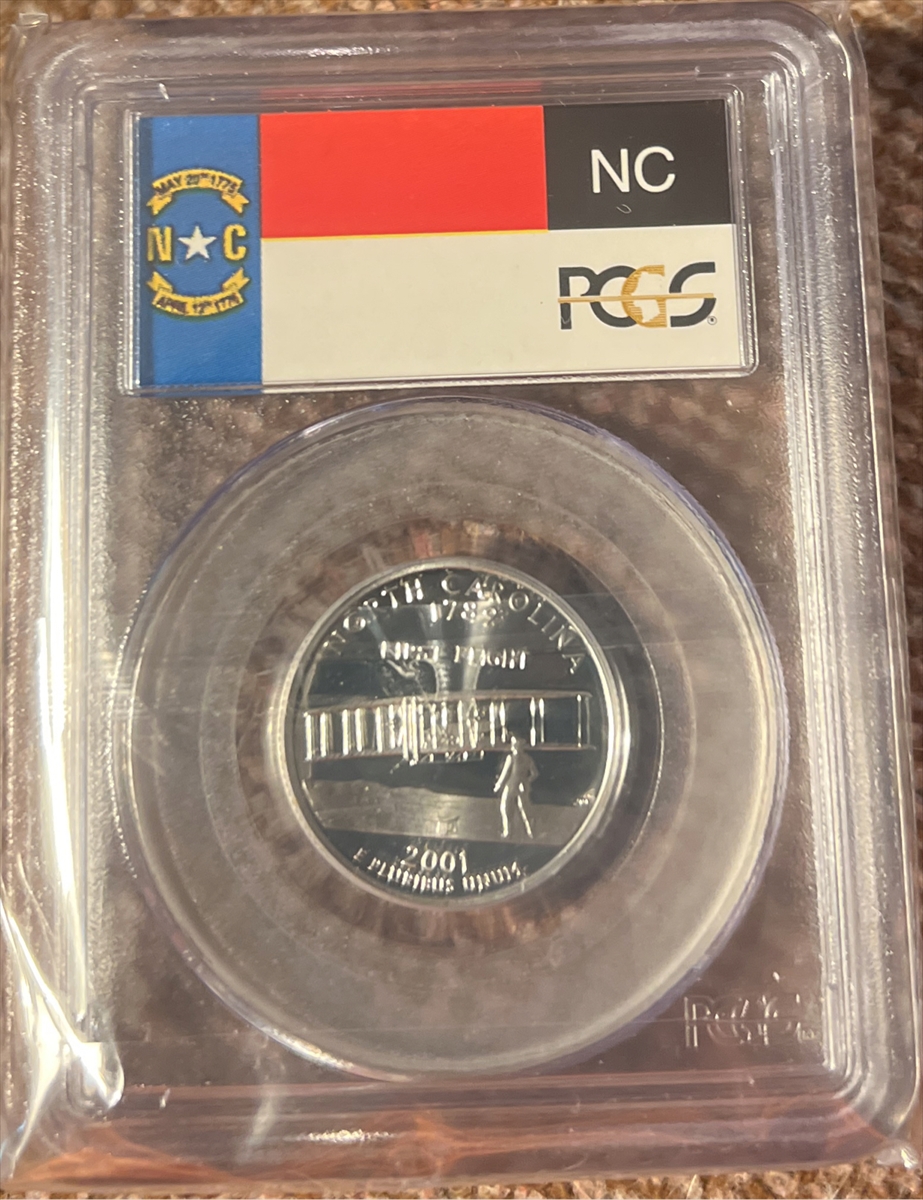 MAY 20TH 1775
N★C
APRIL 12TH 1776
NC
PCGS
NORTH CAROLINA
1789
FIRST FLIGHT
2001
E PLURIBUS UNUM
PCGS